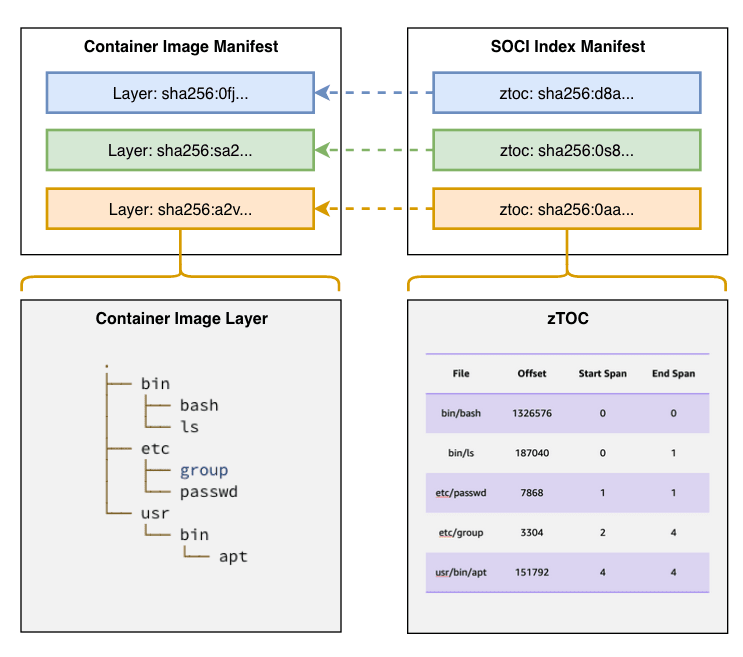 Container Image Manifest
Layer: sha256:0fj...
Layer: sha256:sa2...
Layer: sha256:a2v...
SOCI Index Manifest
ztoc: sha256:d8a...
ztoc: sha256:0s8...
ztoc: sha256:0aa...
Container Image Layer
.
bin
bash
ls
etc
group
passwd
usr
bin
apt
zTOC
File Offset Start Span End Span
bin/bash 1326576 0 0
bin/ls 187040 0 1
etc/passwd 7868 1 1
etc/group 3304 2 4
usr/bin/apt 151792 4 4